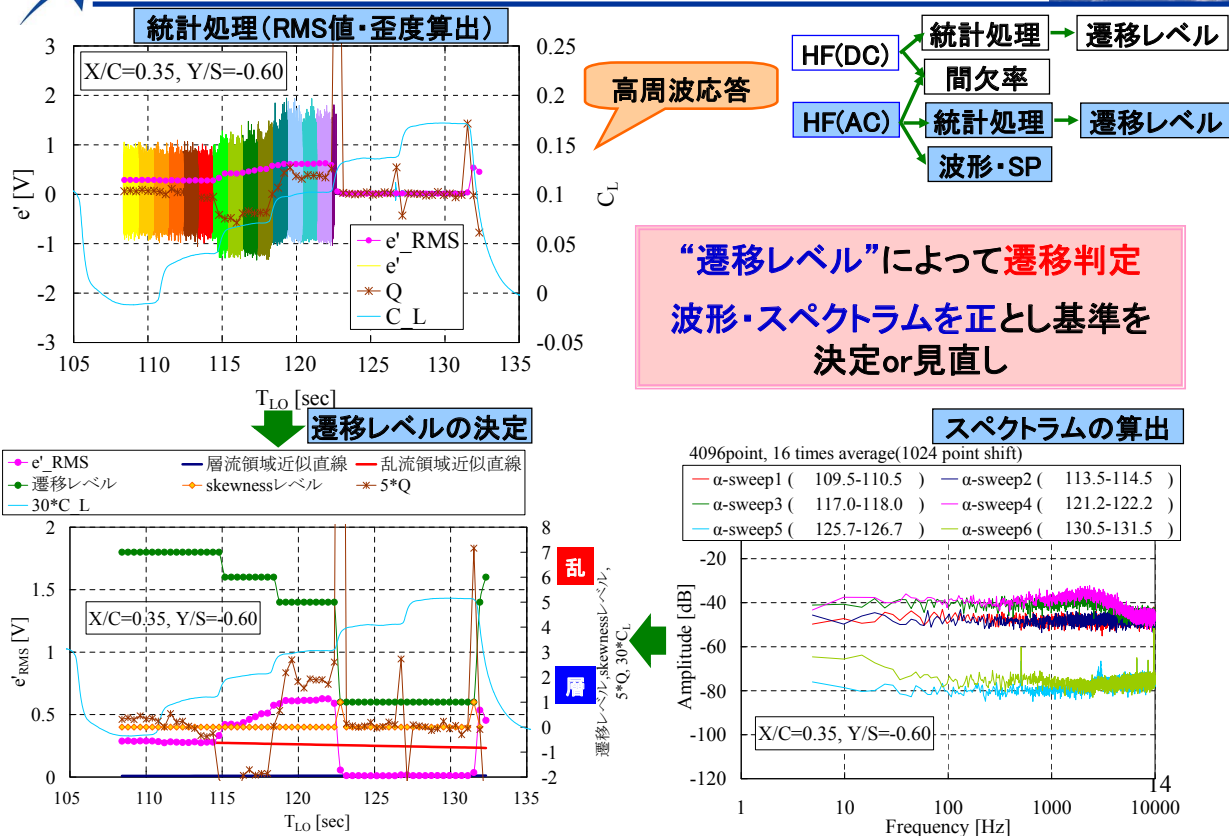 統計処理(RMS値・歪度算出)
3
2
1
0
-1
-2
-3
e' [V]
X/C=0.35, Y/S=-0.60
e'_RMS
e'
Q
C_L
0.25
0.2
0.15
0.1
0.05
0
-0.05
C_L
105 110 115 120 125 130 135
T_LO [sec]
高周波応答
HF(DC)
統計処理
遷移レベル
間欠率
HF(AC)
統計処理
遷移レベル
波形・SP
“遷移レベル”によって遷移判定
波形・スペクトラムを正とし基準を
決定or見直し
遷移レベルの決定
e'_RMS 層流領域近似直線 乱流領域近似直線
遷移レベル skewnessレベル 5*Q
30*C_L
2
1.5
1
0.5
0
e'_RMS [V]
X/C=0.35, Y/S=-0.60
8
7
6
5
4
3
2
1
0
-1
-2
乱
層
遷移レベル,skewnessレベル,
5*Q, 30*C_L
105 110 115 120 125 130 135
T_LO [sec]
スペクトラムの算出
4096point, 16 times average(1024 point shift)
α-sweep1 ( 109.5-110.5 ) α-sweep2 ( 113.5-114.5 )
α-sweep3 ( 117.0-118.0 ) α-sweep4 ( 121.2-122.2 )
α-sweep5 ( 125.7-126.7 ) α-sweep6 ( 130.5-131.5 )
-20
-40
-60
-80
-100
-120
Amplitude [dB]
X/C=0.35, Y/S=-0.60
14
1 10 100 1000 10000
Frequency [Hz]